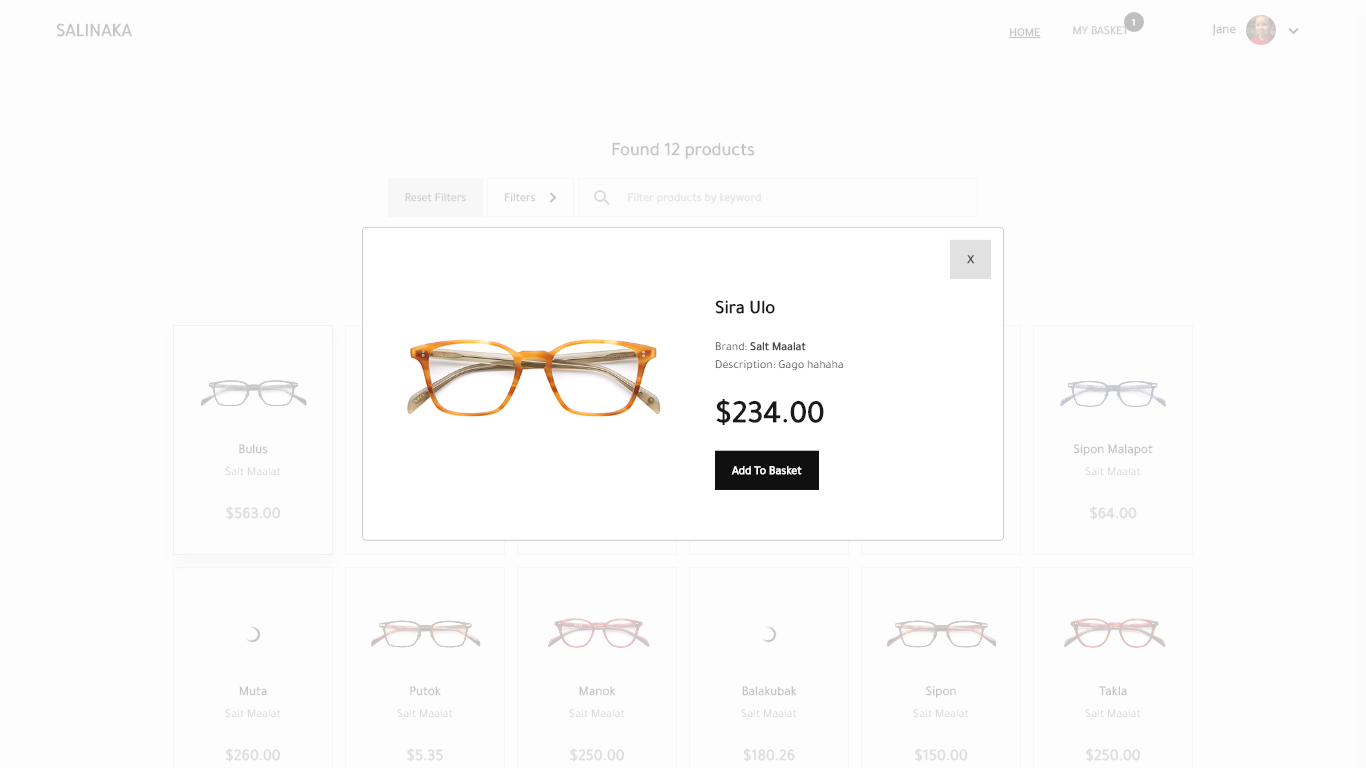 SALINAKA
HOME
MY BASKET
1
Jane
Found 12 products
Reset Filters
Filters
Filter products by keyword
X
Sira Ulo
Brand: Salt Maalat
Description: Gago hahaha
$234.00
Add To Basket
Bulus
Salt Maalat
$563.00
Sipon Malapot
Salt Maalat
$64.00
Muta
Salt Maalat
$260.00
Putok
Salt Maalat
$5.35
Manok
Salt Maalat
$250.00
Balakubak
Salt Maalat
$180.26
Sipon
Salt Maalat
$150.00
Takla
Salt Maalat
$250.00